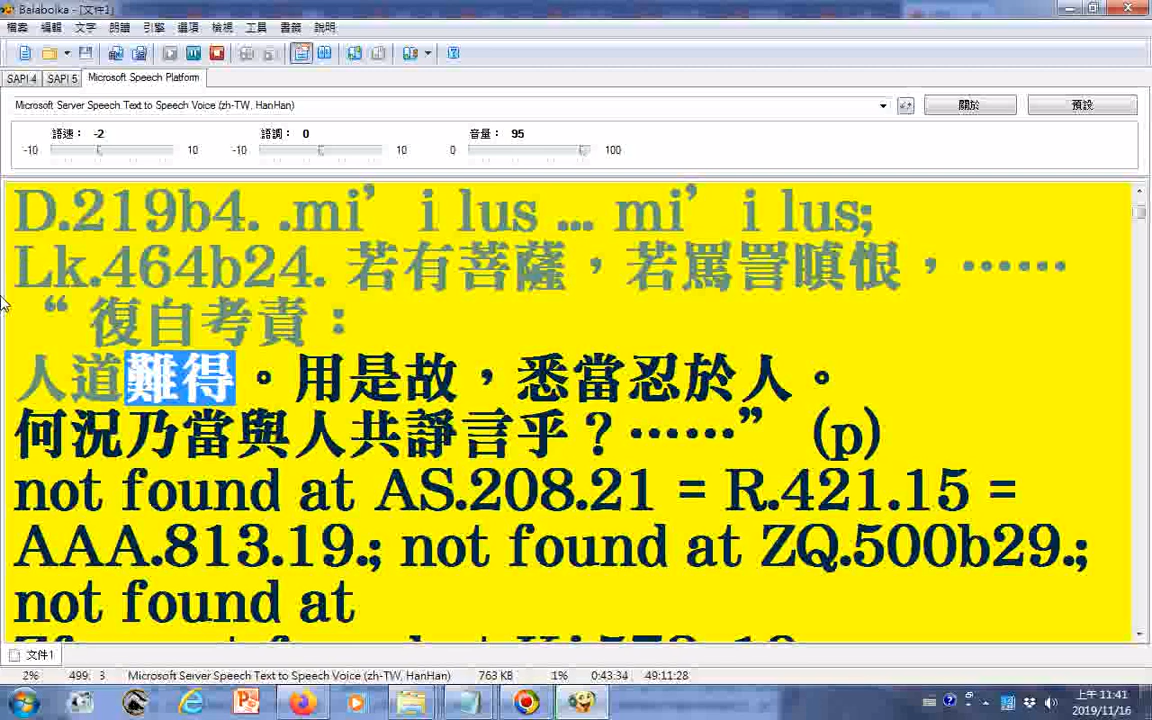 Balabolka - [文件1]
檔案 編輯 文字 朗讀 引擎 選項 檢視 工具 書籤 說明
SAPI 4 SAPI 5 Microsoft Speech Platform
Microsoft Server Speech Text to Speech Voice (zh-TW, HanHan) 關於 預設
語速： -2 語調： 0 音量： 95
-10 10 -10 10 0 100
D.219b4. .mi’i lus ... mi’i lus;
Lk.464b24. 若有菩薩，若罵詈瞋恨，……
“復自考責：
人道難得。用是故，悉當忍於人。
何況乃當與人共諍言乎？……” (p)
not found at AS.208.21 = R.421.15 =
AAA.813.19.; not found at ZQ.500b29.;
not found at
文件1
2% 499, 3 Microsoft Server Speech Text to Speech Voice (zh-TW, HanHan) 763 KB 1% 0:43:34 49:11:28
上午 11:41
2019/11/16